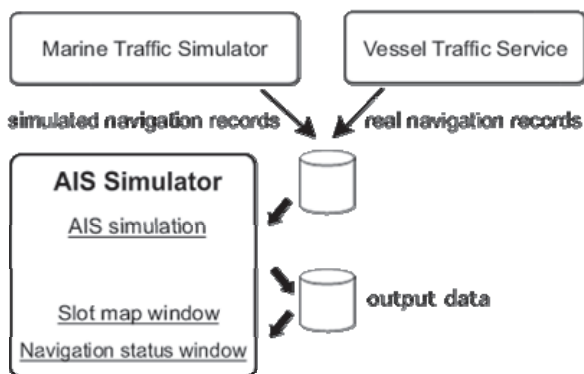 Marine Traffic Simulator
Vessel Traffic Service
simulated navigation records
real navigation records
AIS Simulator
AIS simulation
output data
Slot map window
Navigation status window